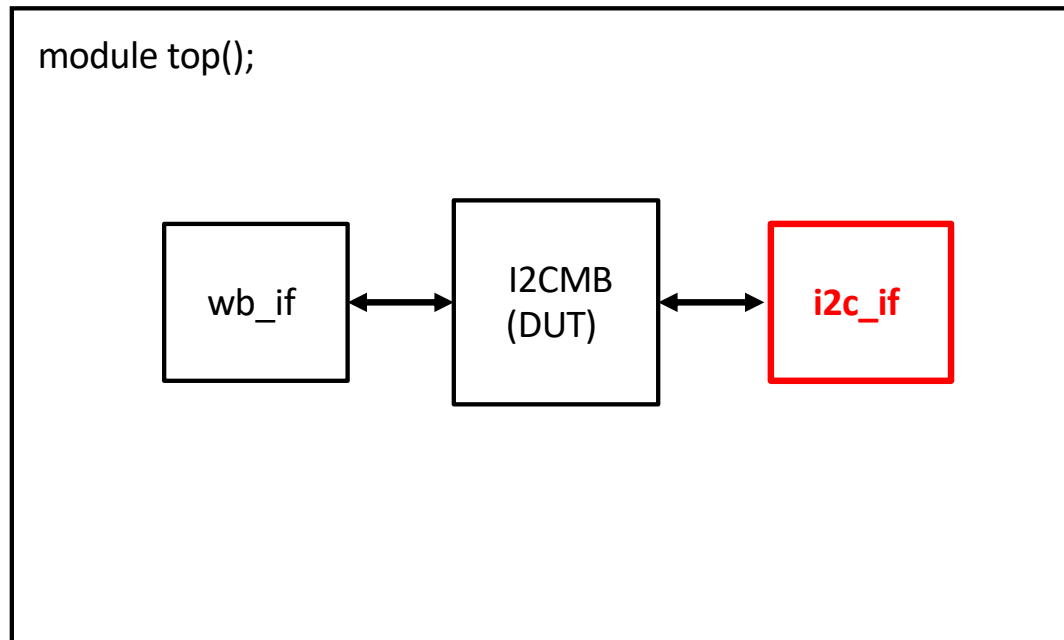 module top();
wb_if
I2CMB
(DUT)
i2c_if